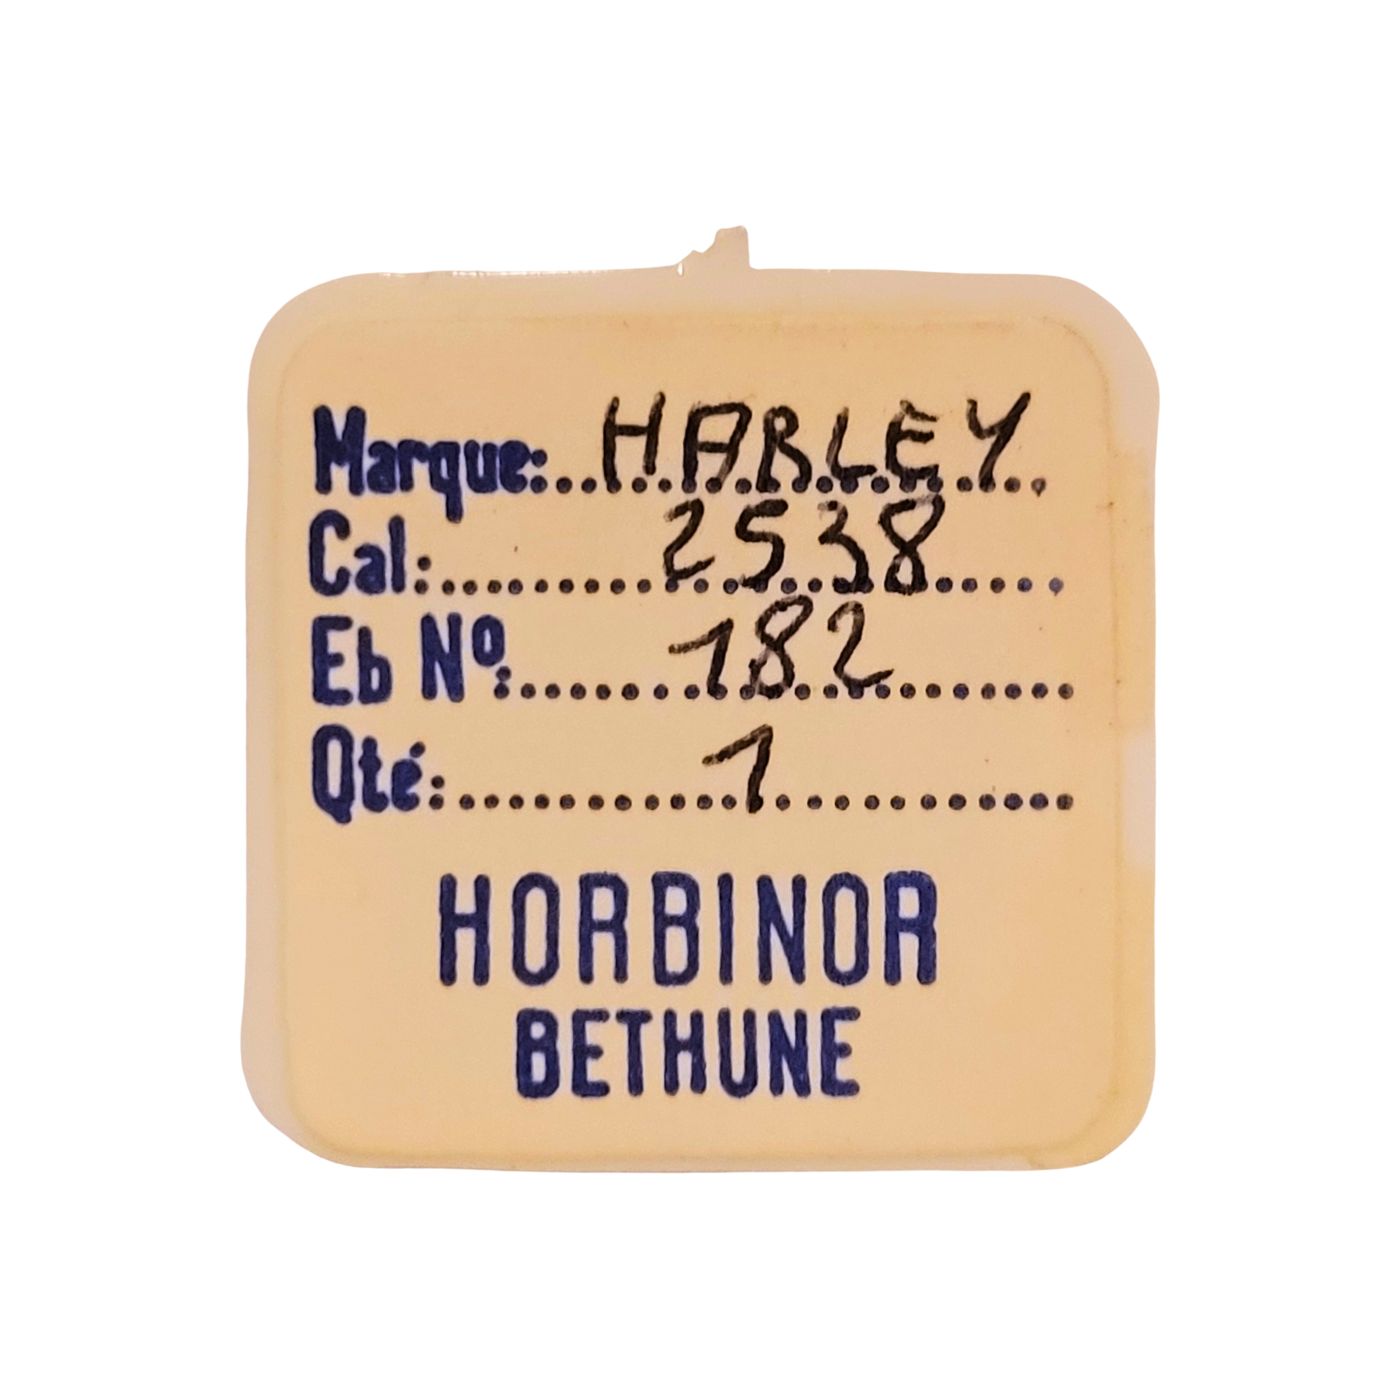 Marque: HARLEY
Cal: 2538
Eb Nº: 182
Qté: 1
HORBINOR
BETHUNE